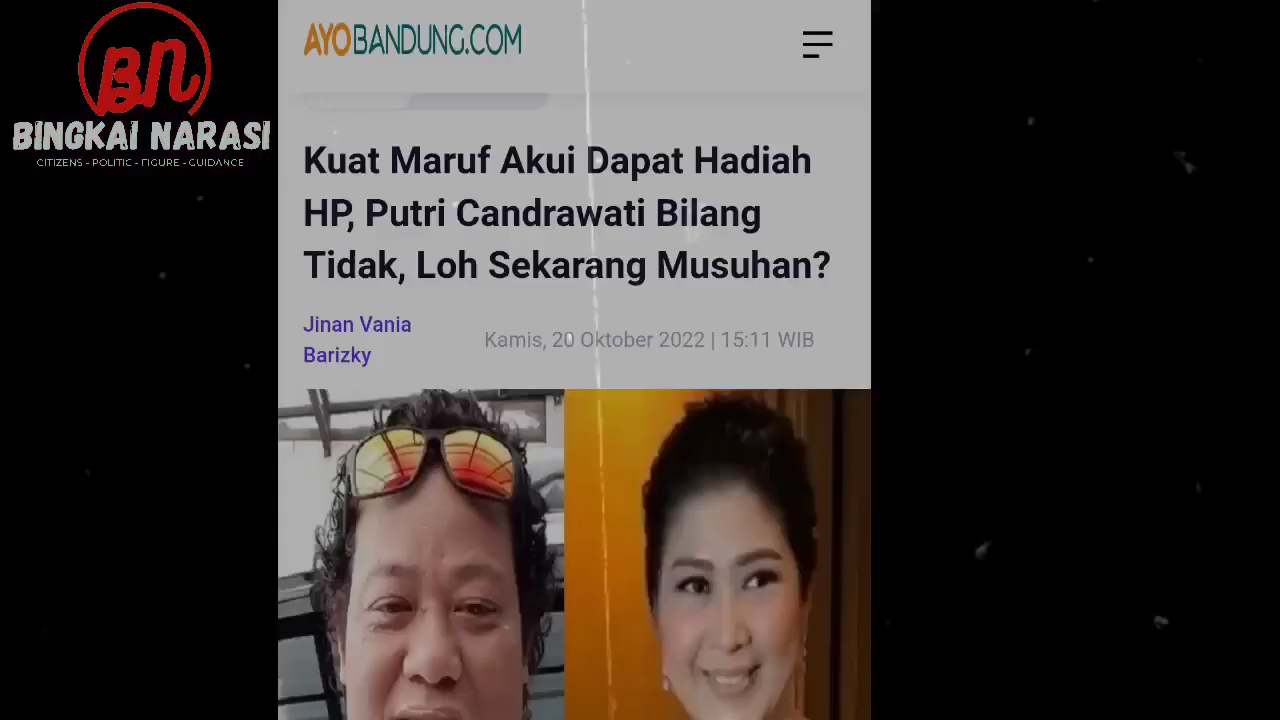 BN
BINGKAI NARASI
CITIZENS - POLITIC - FIGURE - GUIDANCE
AYOBANDUNG.COM
Kuat Maruf Akui Dapat Hadiah
HP, Putri Candrawati Bilang
Tidak, Loh Sekarang Musuhan?
Jinan Vania
Barizky
Kamis, 20 Oktober 2022 | 15:11 WIB